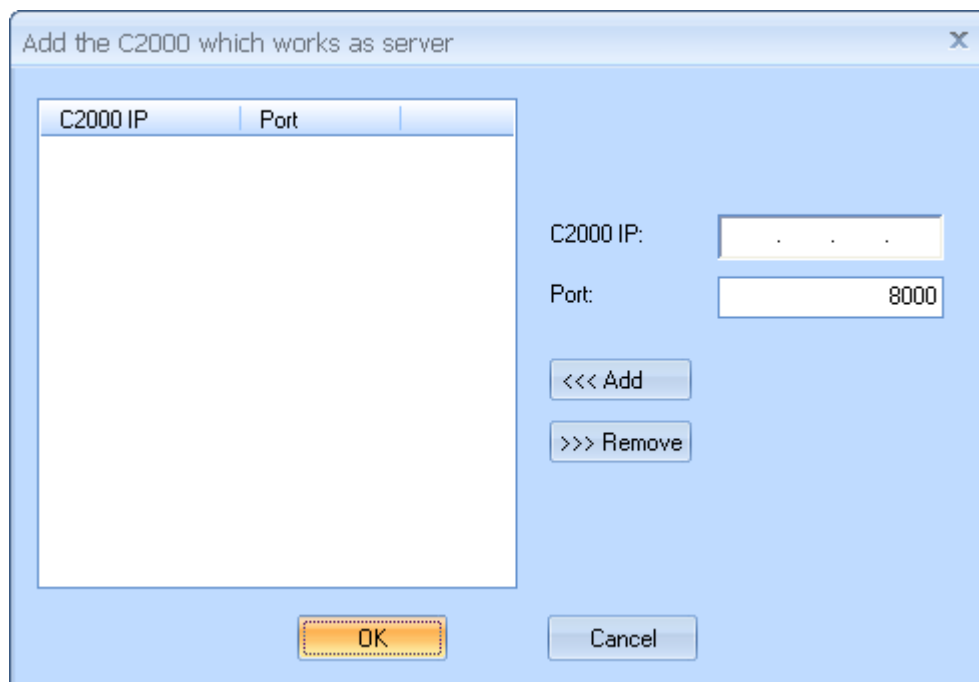 Add the C2000 which works as server
x
C2000 IP Port
C2000 IP: . . .
Port: 8000
<<< Add
>>> Remove
OK Cancel